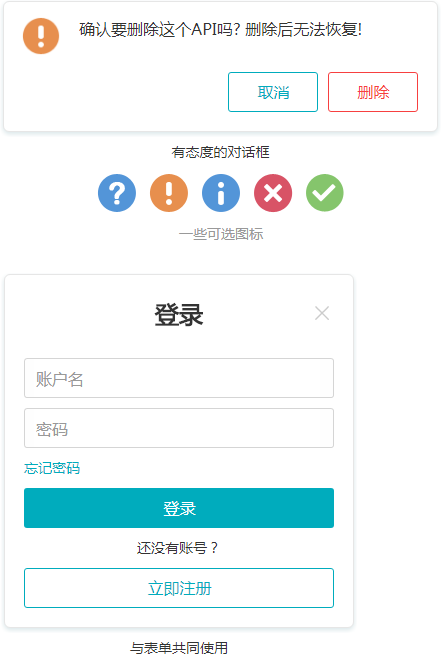 确认要删除这个API吗? 删除后无法恢复!
取消
删除
有态度的对话框
一些可选图标
登录
账户名
密码
忘记密码
登录
还没有账号？
立即注册
与表单共同使用